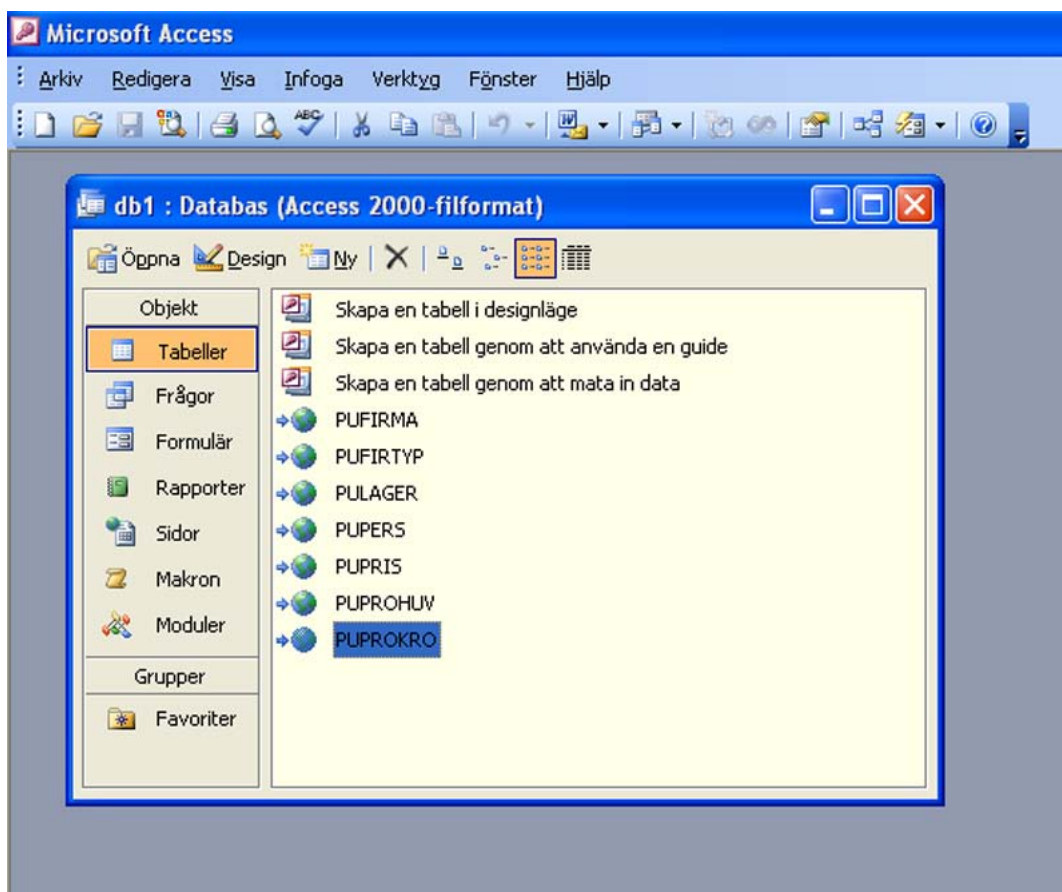 Microsoft Access
Arkiv Redigera Visa Infoga Verktyg Fönster Hjälp
ABC
db1 : Databas (Access 2000-filformat)
Öppna Design Ny
Objekt
Tabeller
Frågor
Formulär
Rapporter
Sidor
Makron
Moduler
Grupper
Favoriter
Skapa en tabell i designläge
Skapa en tabell genom att använda en guide
Skapa en tabell genom att mata in data
PUFIRMA
PUFIRTYP
PULAGER
PUPERS
PUPRIS
PUPROHUV
PUPROKRO